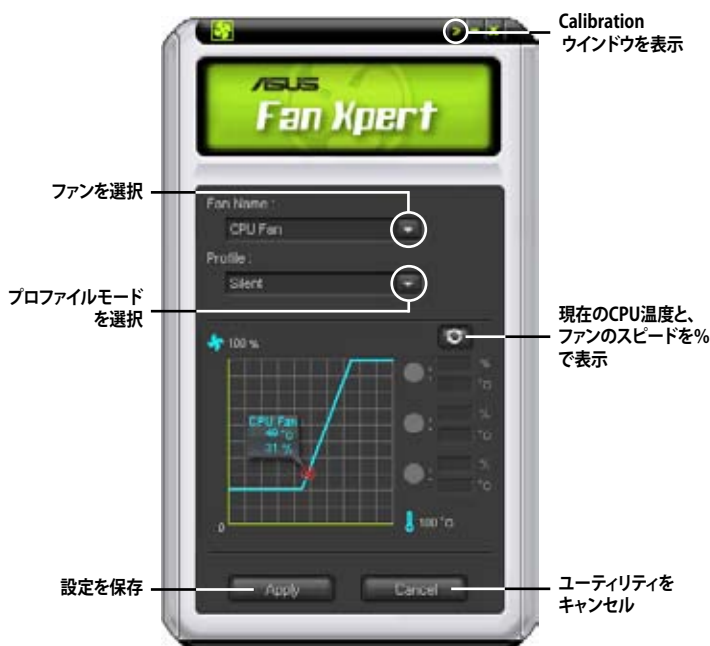 Calibration
ウインドウを表示
ASUS
Fan Xpert
ファンを選択
Fan Name :
CPU Fan
Profile :
Silent
プロファイルモード
を選択
現在のCPU温度と、
ファンのスピードを%
で表示
100 %
%
°C
CPU Fan
°C
31 %
%
°C
%
°C
0
100 °C
設定を保存
Apply
Cancel
ユーティリティを
キャンセル